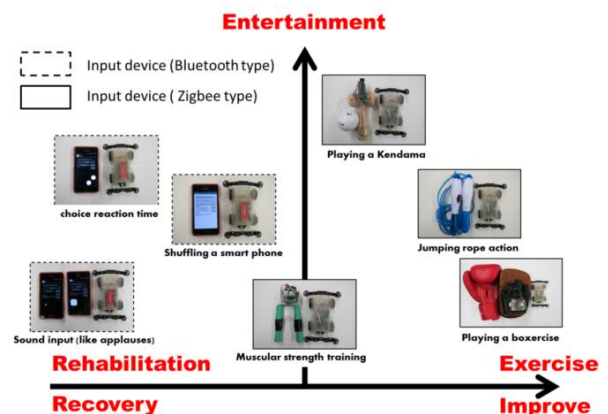 Entertainment
Input device (Bluetooth type)
Input device ( Zigbee type)
Playing a Kendama
choice reaction time
Shuffling a smart phone
Jumping rope action
Sound input (like applauses)
Muscular strength training
Playing a boxercise
Rehabilitation
Exercise
Recovery
Improve